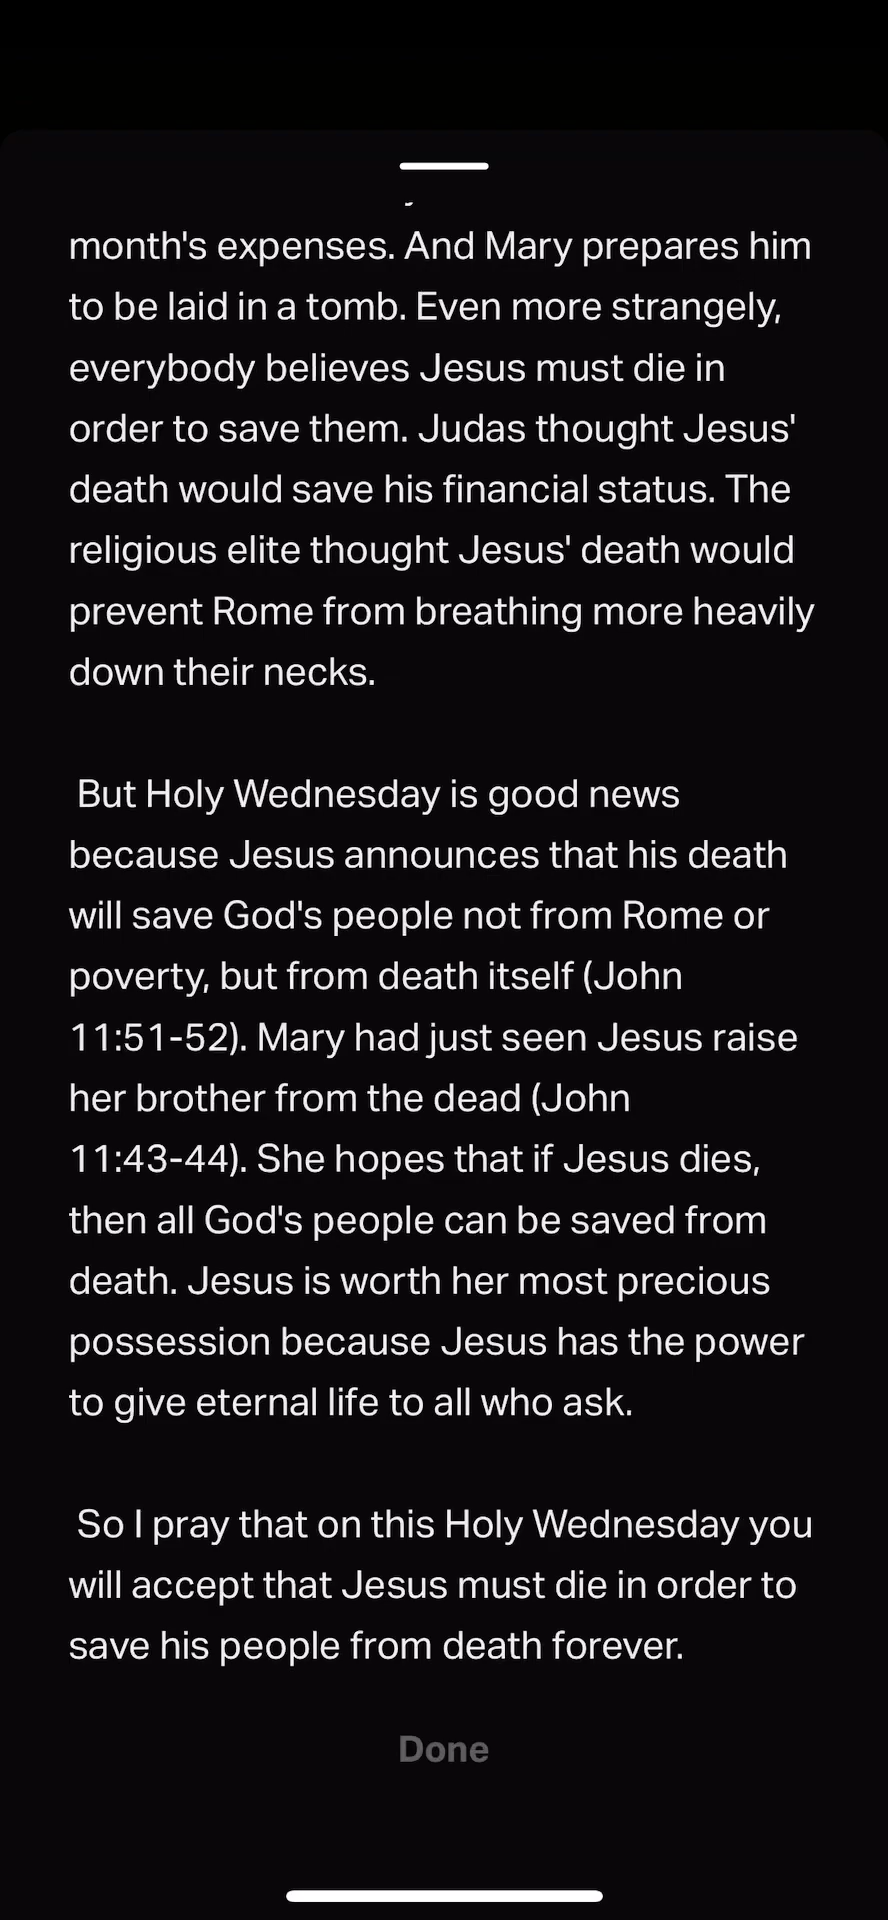 month's expenses. And Mary prepares him
to be laid in a tomb. Even more strangely,
everybody believes Jesus must die in
order to save them. Judas thought Jesus'
death would save his financial status. The
religious elite thought Jesus' death would
prevent Rome from breathing more heavily
down their necks.
But Holy Wednesday is good news
because Jesus announces that his death
will save God's people not from Rome or
poverty, but from death itself (John
11:51-52). Mary had just seen Jesus raise
her brother from the dead (John
11:43-44). She hopes that if Jesus dies,
then all God's people can be saved from
death. Jesus is worth her most precious
possession because Jesus has the power
to give eternal life to all who ask.
So I pray that on this Holy Wednesday you
will accept that Jesus must die in order to
save his people from death forever.
Done